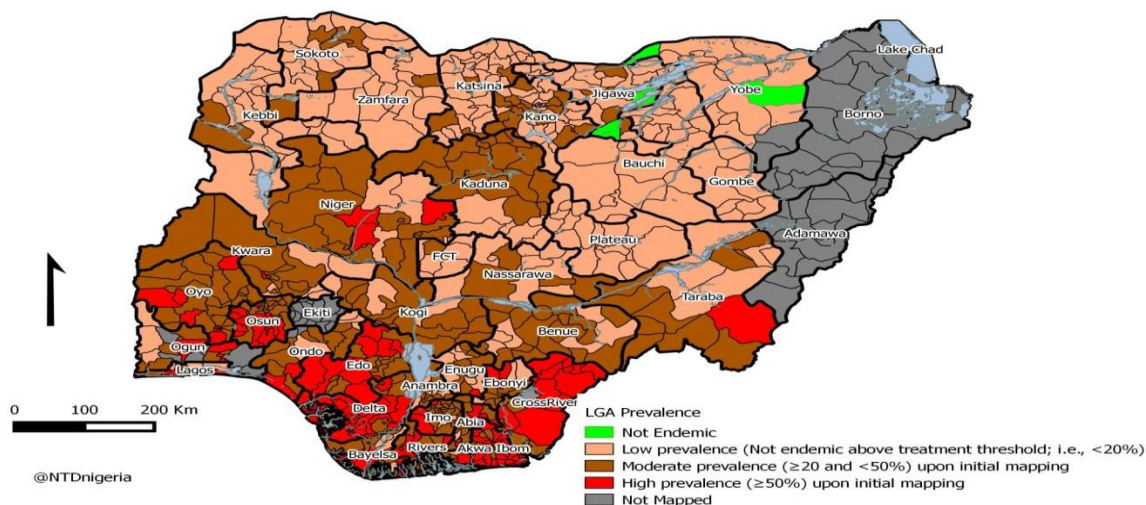 Lake Chad
Sokoto
Katsina
Jigawa
Yobe
Zamfara
Kebbi
Kano
Borno
Bauchi
Kaduna
Gombe
Niger
Adamawa
Plateau
Kwara
FCT
Nassarawa
Taraba
Oyo
Kogi
Ekiti
Osun
Benue
Ogun
Ondo
Edo
Lagos
Enugu
Anambra
Ebonyi
CrossRiver
Delta
Imo
Abia
Rivers
Akwa Ibom
Bayelsa
0 100 200 Km
@NTDnigeria
LGA Prevalence
Not Endemic
Low prevalence (Not endemic above treatment threshold; i.e., <20%)
Moderate prevalence (≥20 and <50%) upon initial mapping
High prevalence (≥50%) upon initial mapping
Not Mapped